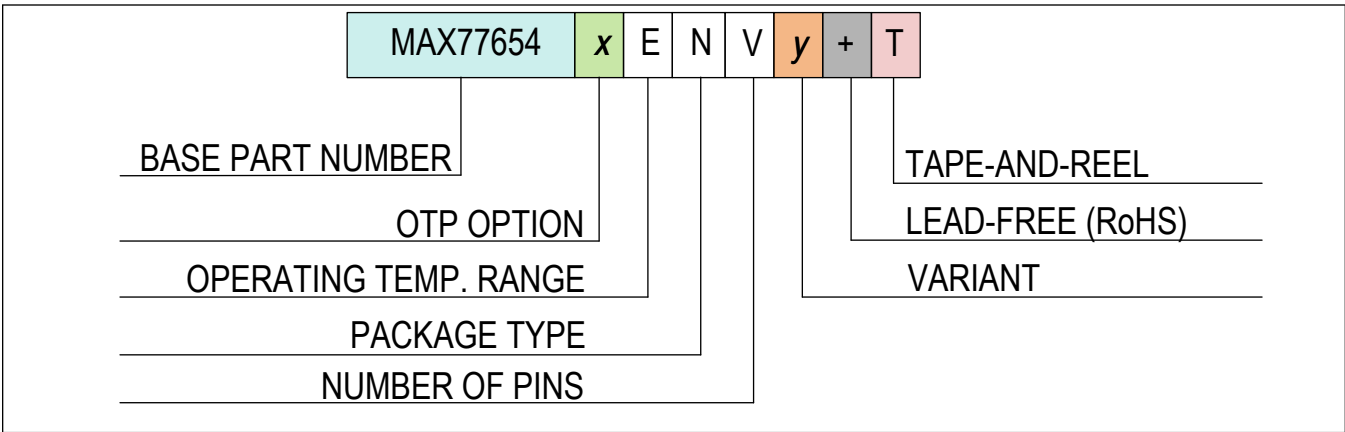 MAX77654 x E N V y + T
BASE PART NUMBER
TAPE-AND-REEL
OTP OPTION
LEAD-FREE (RoHS)
OPERATING TEMP. RANGE
VARIANT
PACKAGE TYPE
NUMBER OF PINS